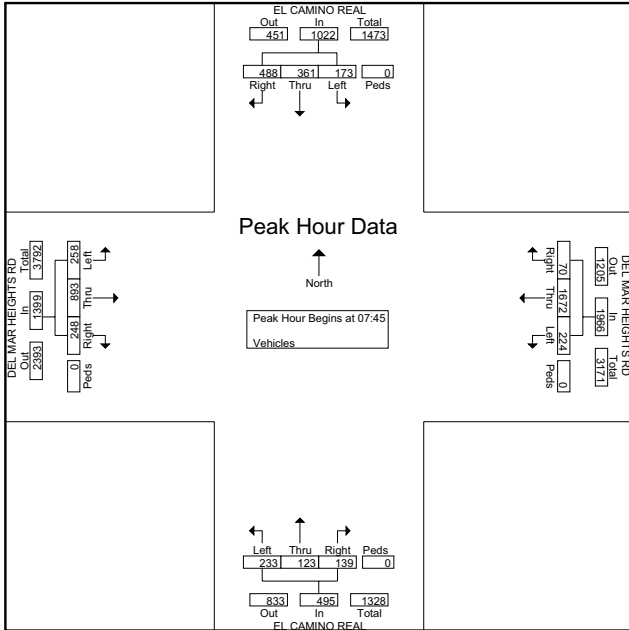 EL CAMINO REAL
Out In Total
451 1022 1473
488 361 173 0
Right Thru Left Peds
DEL MAR HEIGHTS RD
Total In Out
3792 1399 2393
258 893 248 0
Left Thru Right Peds
Peak Hour Data
North
Peak Hour Begins at 07:45
Vehicles
Right Thru Left Peds
70 1672 224 0
1205 1966 3171
Out In Total
DEL MAR HEIGHTS RD
Left Thru Right Peds
233 123 139 0
833 495 1328
Out In Total
EL CAMINO REAL